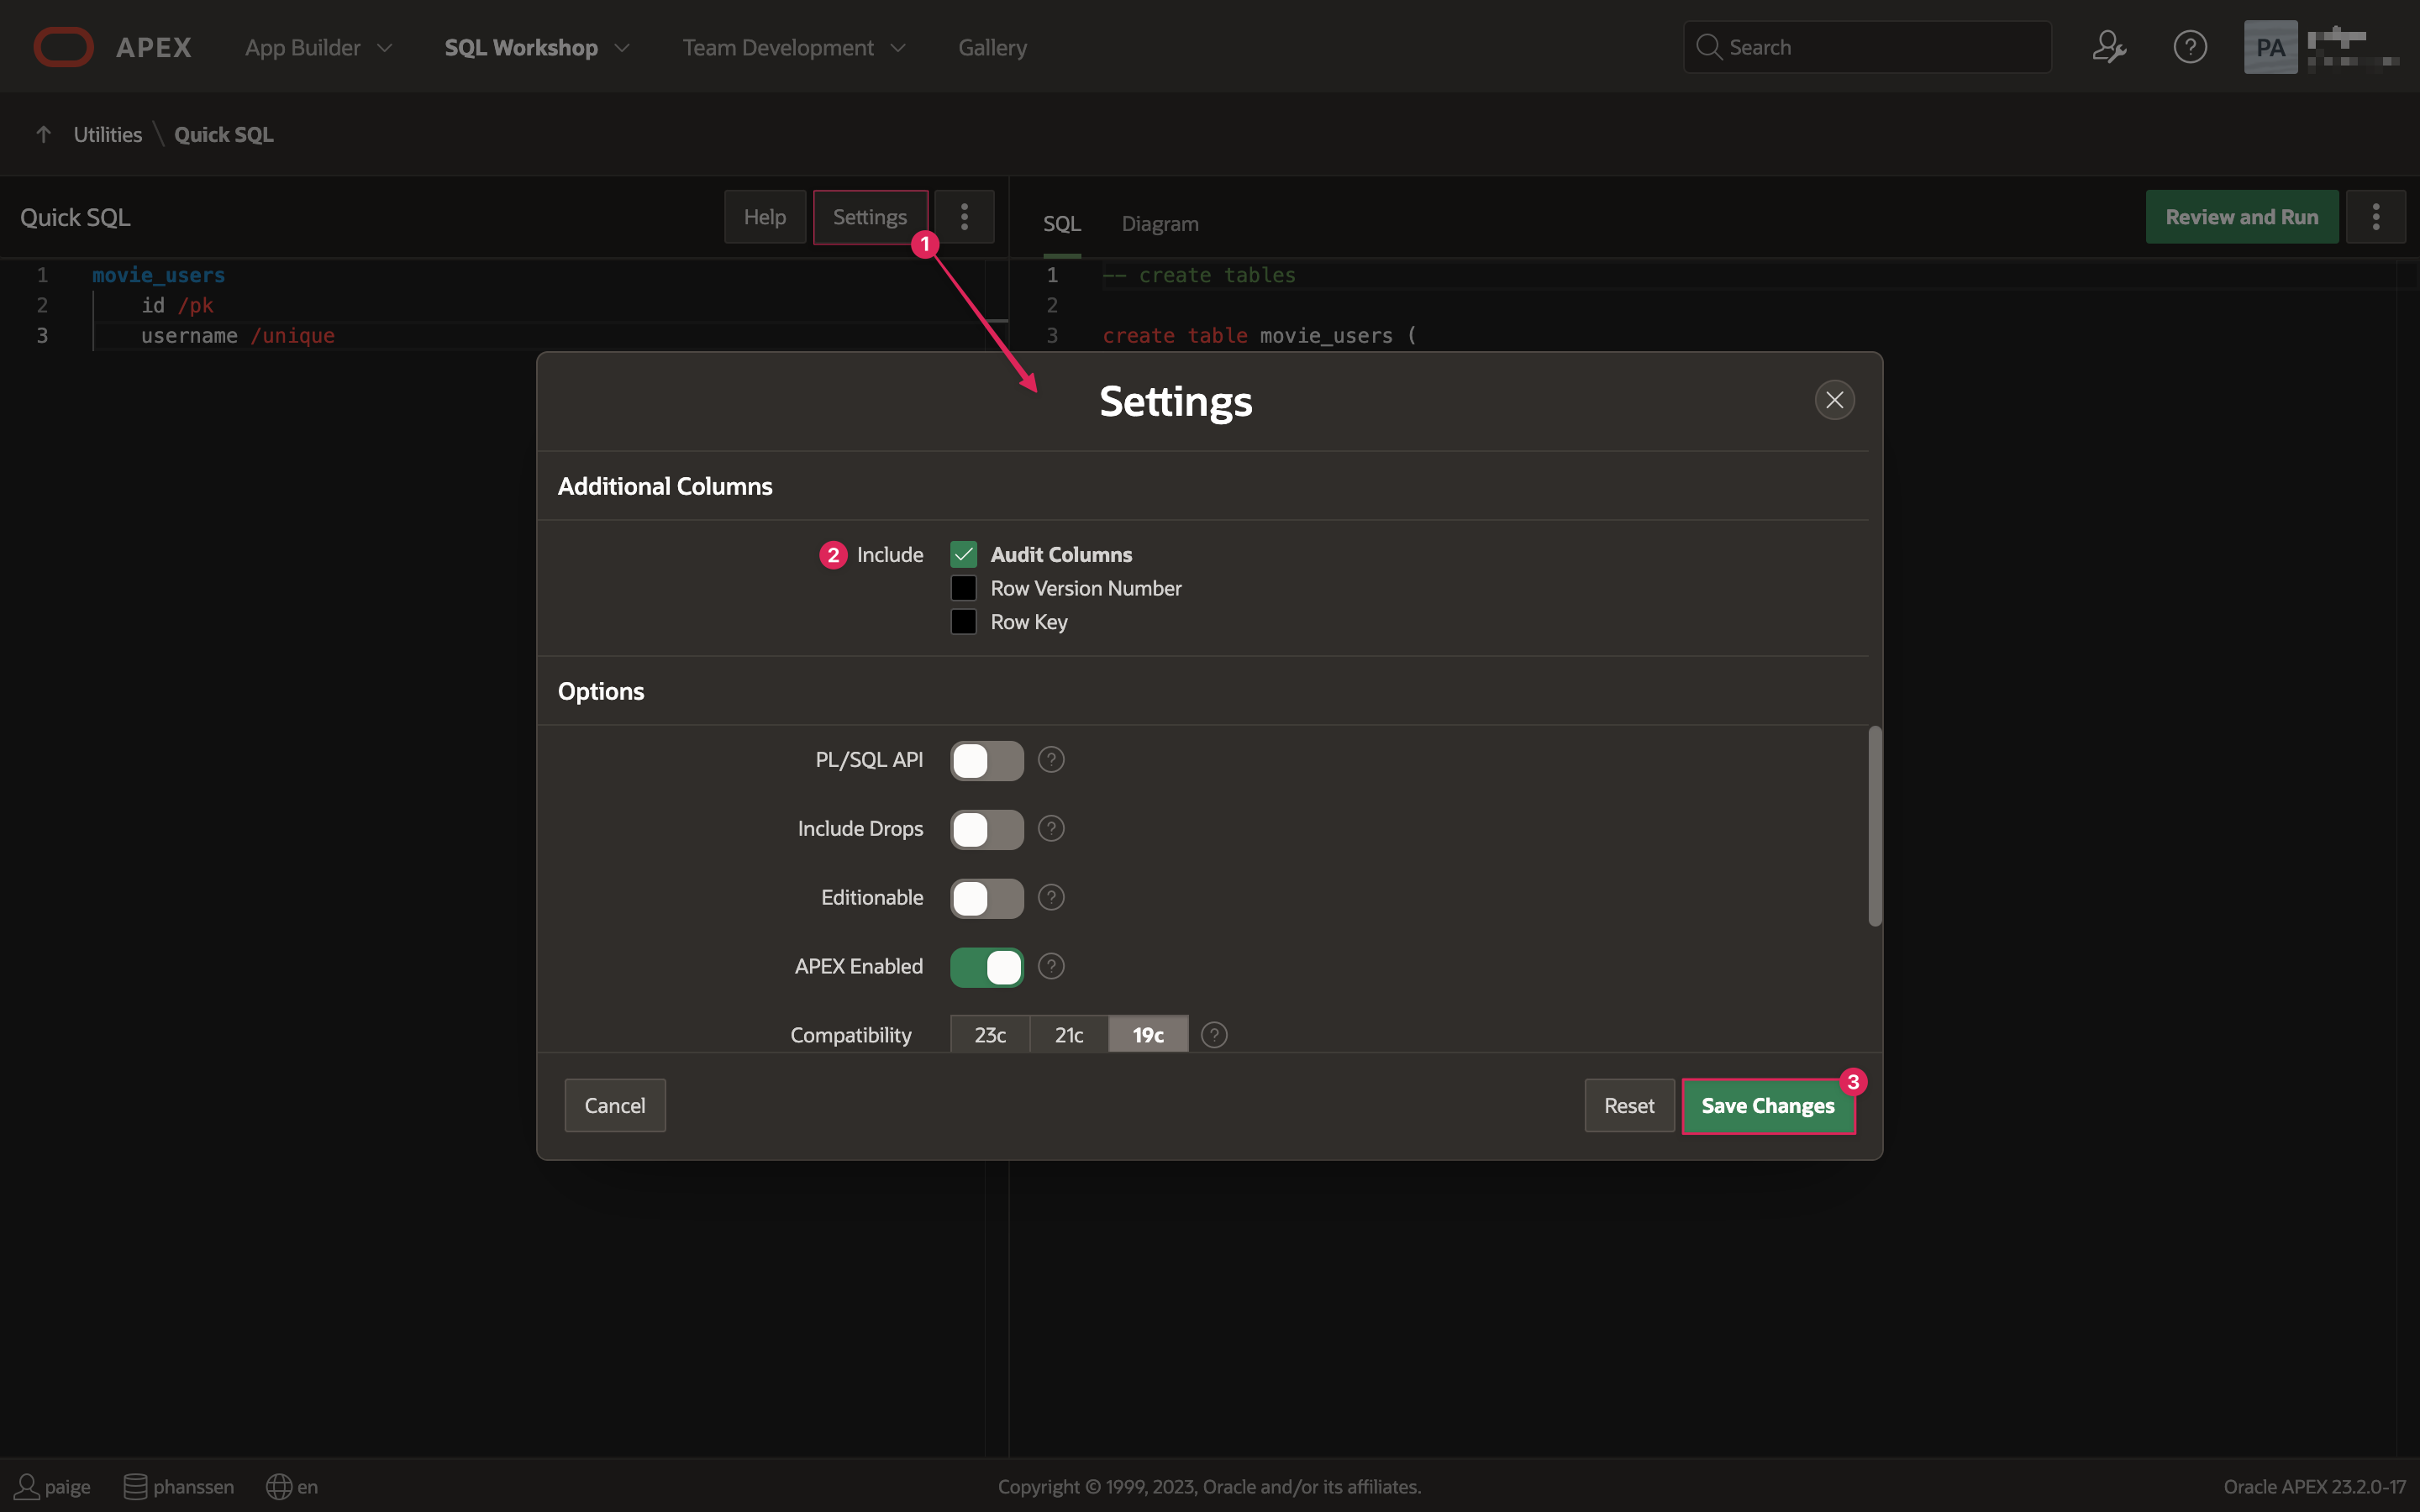 APEX App Builder SQL Workshop Team Development Gallery Search PA
Utilities \ Quick SQL
Quick SQL Help Settings 1
SQL Diagram Review and Run
1 movie_users
2 id /pk
3 username /unique
1 -- create tables
2
3 create table movie_users (
Settings
Additional Columns
2 Include Audit Columns
Row Version Number
Row Key
Options
PL/SQL API
Include Drops
Editionable
APEX Enabled
Compatibility 23c 21c 19c
Cancel Reset Save Changes 3
paige phanssen en Copyright © 1999, 2023, Oracle and/or its affiliates. Oracle APEX 23.2.0-17